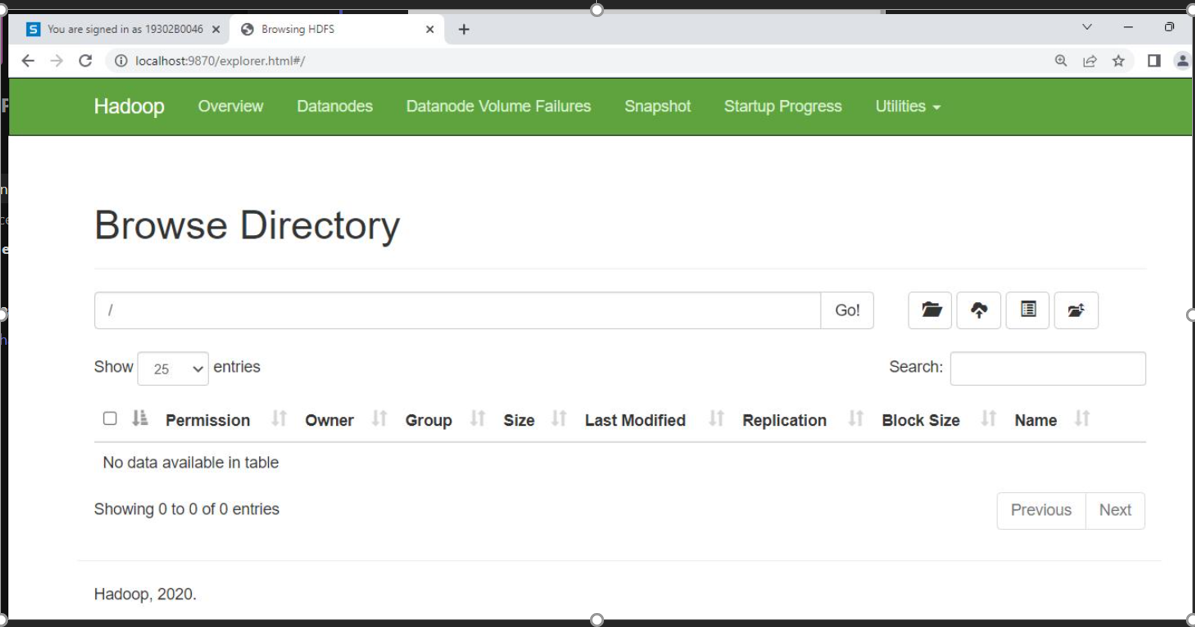 You are signed in as 19302B0046
Browsing HDFS
localhost:9870/explorer.html#/
Hadoop Overview Datanodes Datanode Volume Failures Snapshot Startup Progress Utilities
Browse Directory
/ Go!
Show 25 entries Search:
Permission Owner Group Size Last Modified Replication Block Size Name
No data available in table
Showing 0 to 0 of 0 entries Previous Next
Hadoop, 2020.